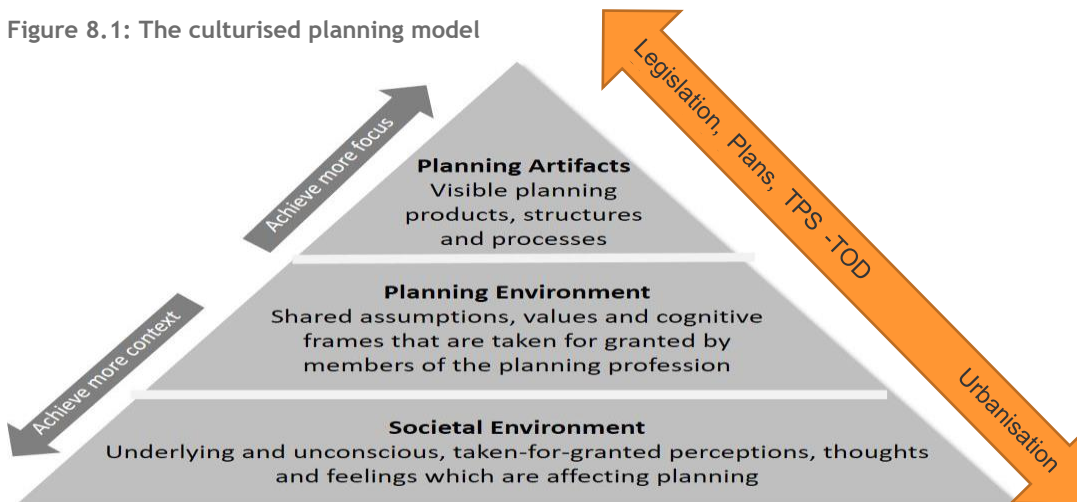 Figure 8.1: The culturised planning model
Achieve more focus
Achieve more context
Planning Artifacts
Visible planning
products, structures
and processes
Planning Environment
Shared assumptions, values and cognitive
frames that are taken for granted by
members of the planning profession
Societal Environment
Underlying and unconscious, taken-for-granted perceptions, thoughts
and feelings which are affecting planning
Legislation, Plans, TPS -TOD
Urbanisation